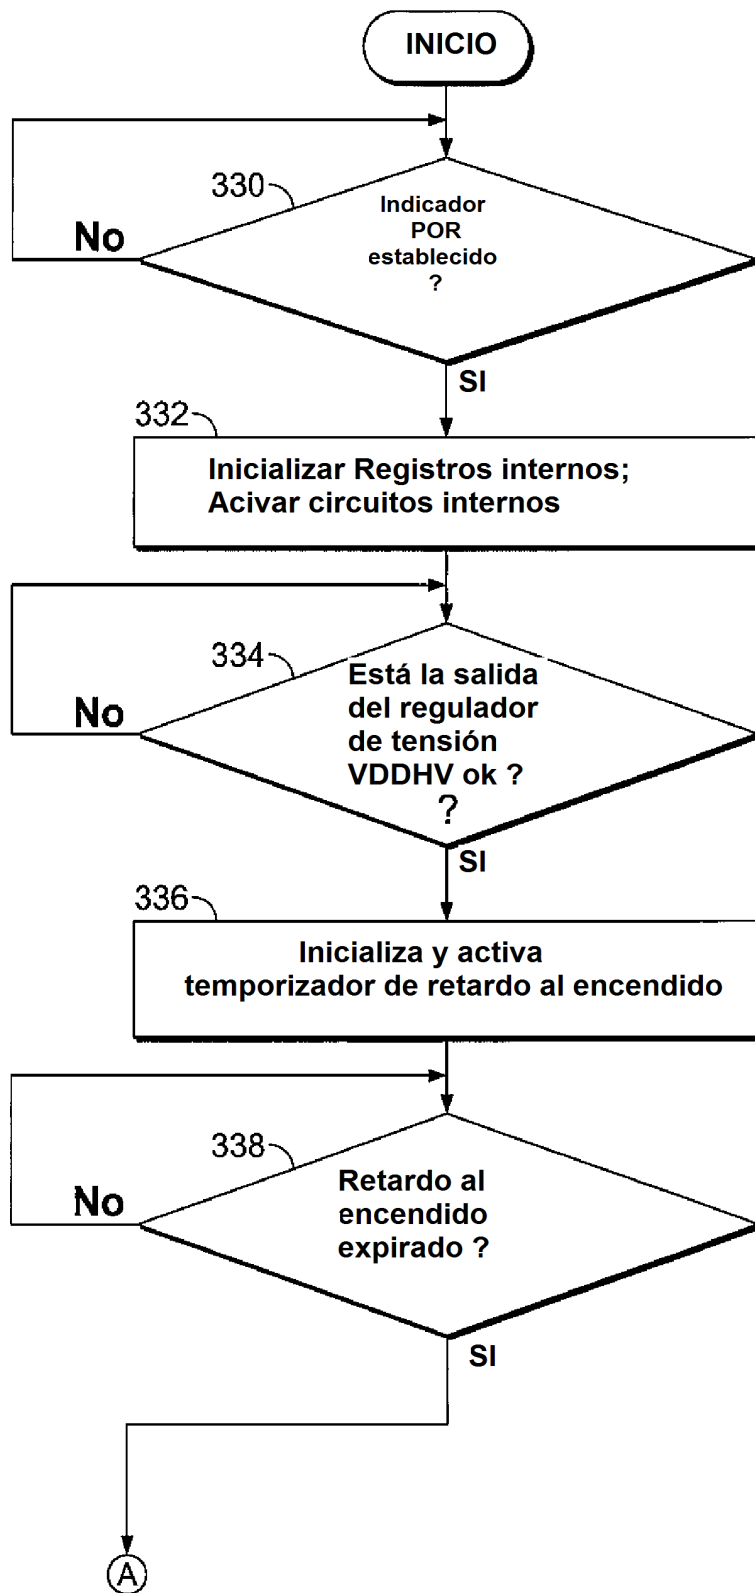 INICIO
330
Indicador
POR
establecido
?
No
SI
332
Inicializar Registros internos;
Acivar circuitos internos
334
Está la salida
del regulador
de tensión
VDDHV ok ?
?
No
SI
336
Inicializa y activa
temporizador de retardo al encendido
338
Retardo al
encendido
expirado ?
No
SI
A